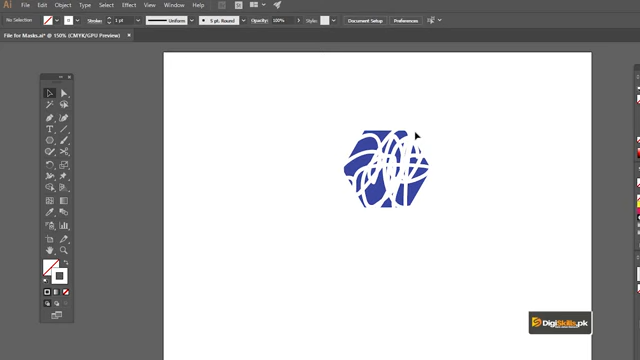 Ai File Edit Object Type Select Effect View Window Help
No Selection Stroke: 1 pt Uniform 5 pt. Round Opacity: 100% Style: Document Setup Preferences
File for Masks.ai* @ 150% (CMYK/GPU Preview) ×
DigiSkills.pk